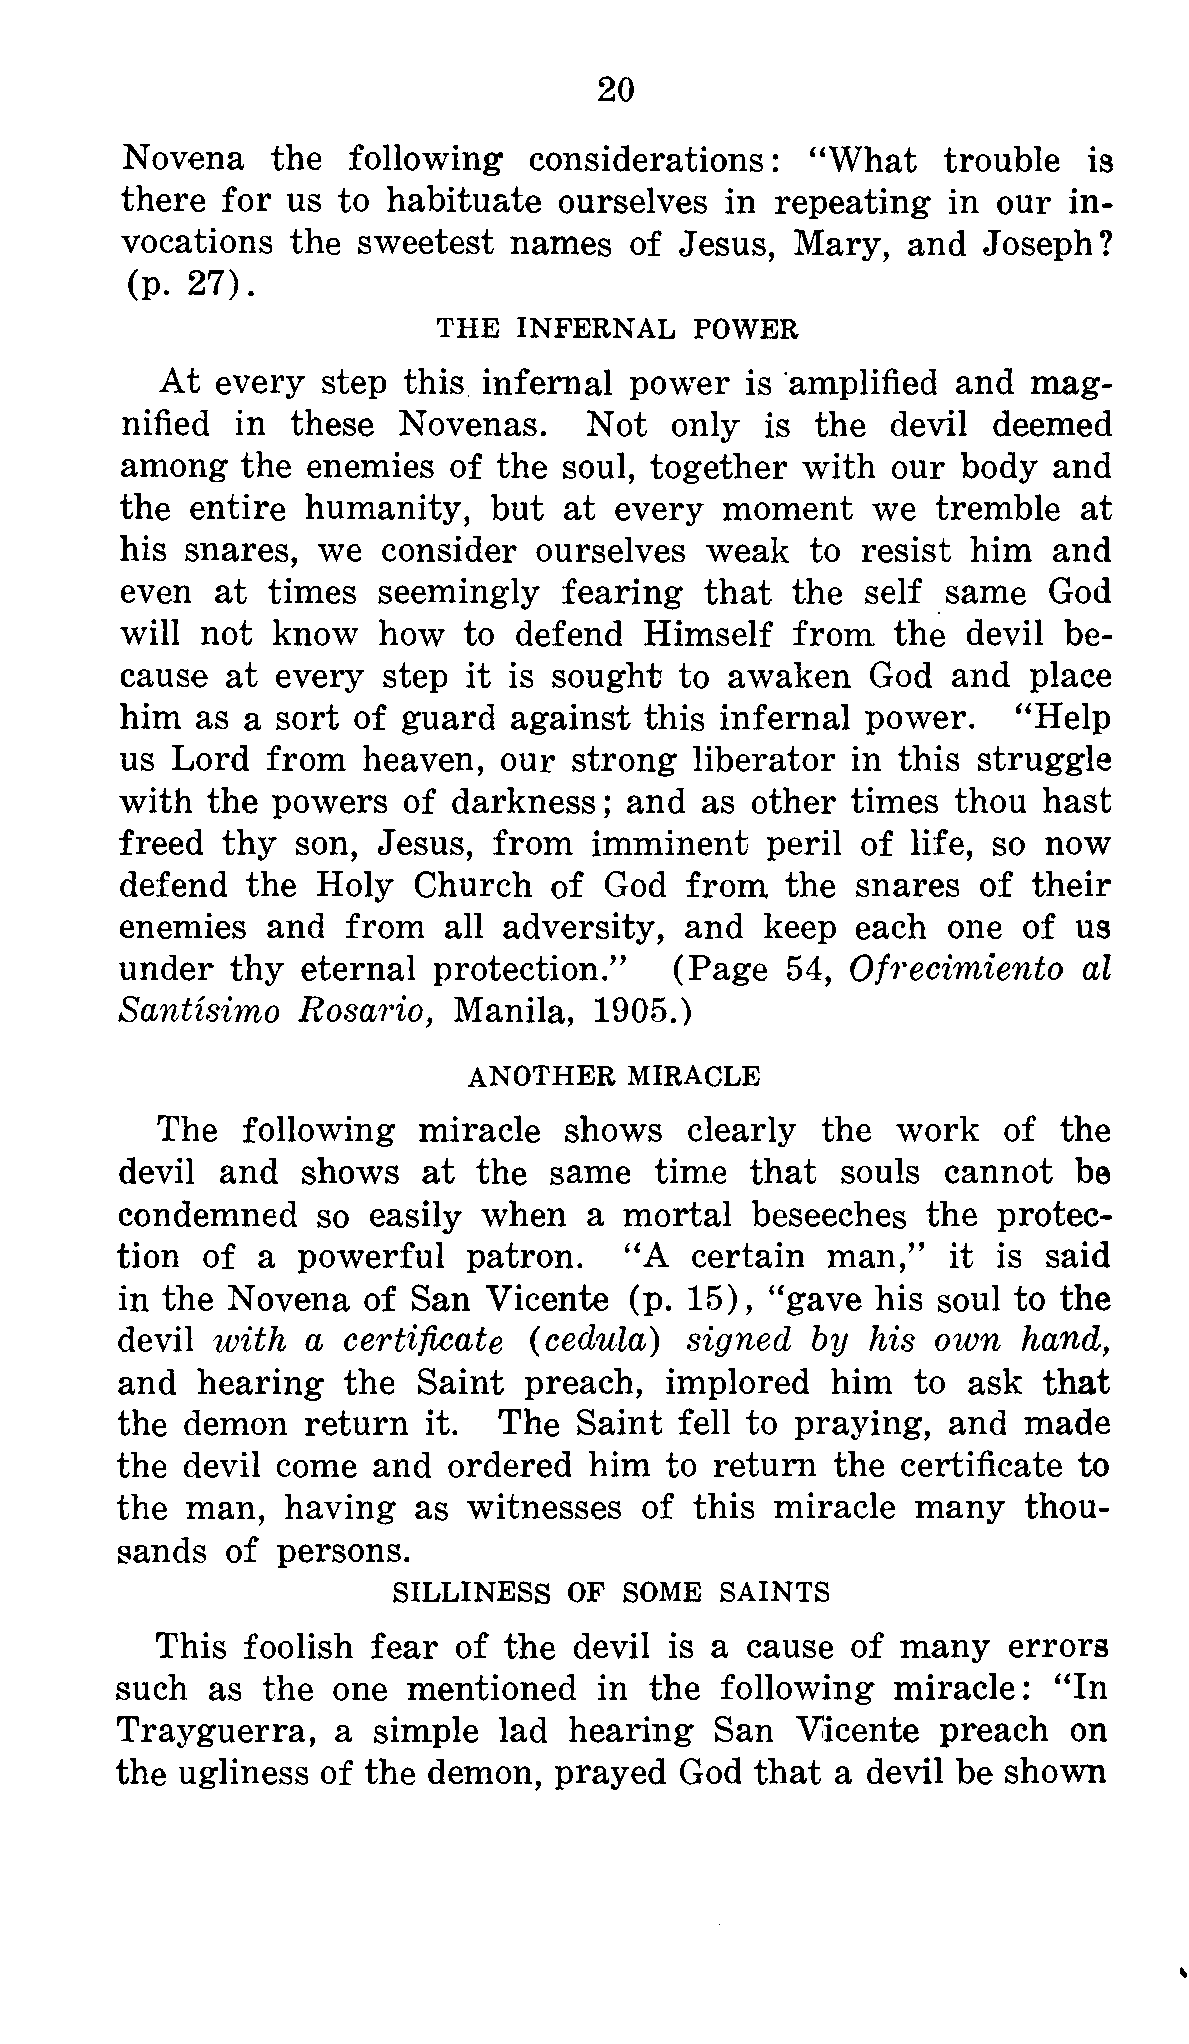 20
Novena the following considerations: “What trouble is
there for us to habituate ourselves in repeating in our in-
vocations the sweetest names of Jesus, Mary, and Joseph?
(p. 27).
THE INFERNAL POWER
At every step this infernal power is amplified and mag-
nified in these Novenas. Not only is the devil deemed
among the enemies of the soul, together with our body and
the entire humanity, but at every moment we tremble at
his snares, we consider ourselves weak to resist him and
even at times seemingly fearing that the self same God
will not know how to defend Himself from the devil be-
cause at every step it is sought to awaken God and place
him as a sort of guard against this infernal power. “Help
us Lord from heaven, our strong liberator in this struggle
with the powers of darkness; and as other times thou hast
freed thy son, Jesus, from imminent peril of life, so now
defend the Holy Church of God from the snares of their
enemies and from all adversity, and keep each one of us
under thy eternal protection.” (Page 54, Ofrecimiento al
Santísimo Rosario, Manila, 1905.)
ANOTHER MIRACLE
The following miracle shows clearly the work of the
devil and shows at the same time that souls cannot be
condemned so easily when a mortal beseeches the protec-
tion of a powerful patron. “A certain man,” it is said
in the Novena of San Vicente (p. 15), “gave his soul to the
devil with a certificate (cedula) signed by his own hand,
and hearing the Saint preach, implored him to ask that
the demon return it. The Saint fell to praying, and made
the devil come and ordered him to return the certificate to
the man, having as witnesses of this miracle many thou-
sands of persons.
SILLINESS OF SOME SAINTS
This foolish fear of the devil is a cause of many errors
such as the one mentioned in the following miracle: “In
Trayguerra, a simple lad hearing San Vicente preach on
the ugliness of the demon, prayed God that a devil be shown